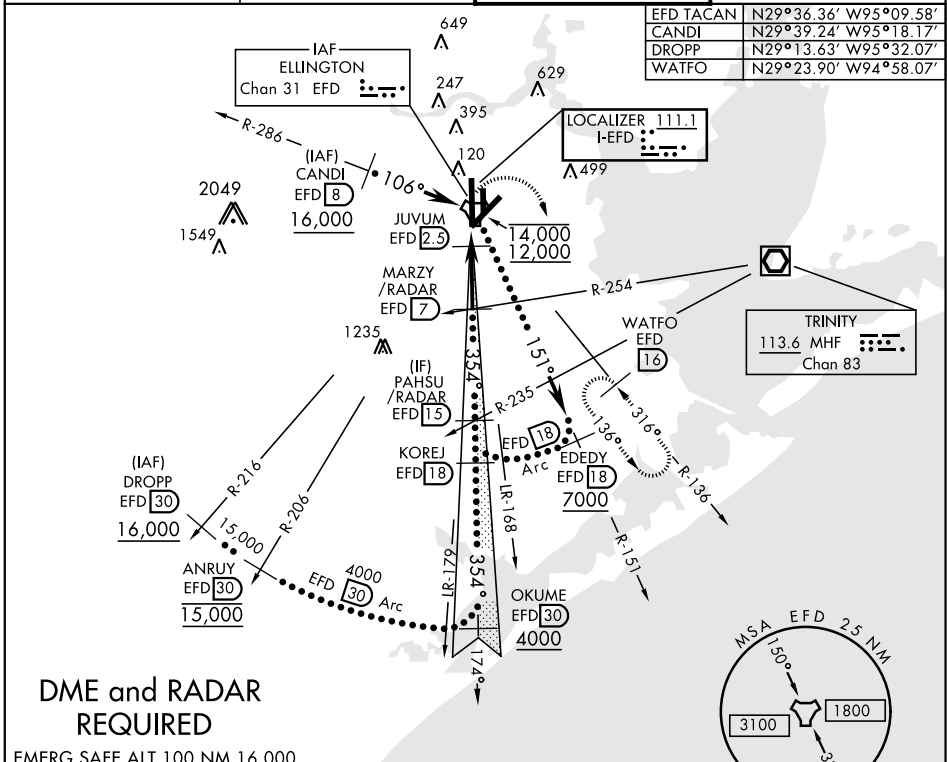 EFD TACAN N29°36.36' W95°09.58'
CANDI N29°39.24' W95°18.17'
DROPP N29°13.63' W95°32.07'
WATFO N29°23.90' W94°58.07'
649
IAF
ELLINGTON
Chan 31 EFD
247
629
395
LOCALIZER 111.1
I-EFD
R-286
120
499
(IAF)
CANDI
EFD 8
16,000
106°
2049
1549
JUVUM
EFD 2.5
14,000
12,000
MARZY
/RADAR
EFD 7
R-254
TRINITY
113.6 MHF
Chan 83
WATFO
EFD
16
1235
354°
151°
(IF)
PAHSU
/RADAR
EFD 15
R-235
316°
136°
KOREJ
EFD 18
EFD 18
Arc
EDEDY
EFD 18
7000
R-136
(IAF)
DROPP
EFD 30
16,000
R-216
R-206
LR-168
15,000
R-151
LR-179
354°
ANRUY
EFD 30
15,000
4000
EFD 30 Arc
OKUME
EFD 30
4000
174°
MSA EFD 25 NM
150°
3100
1800
DME and RADAR
REQUIRED
EMERG SAFE ALT 100 NM 16,000